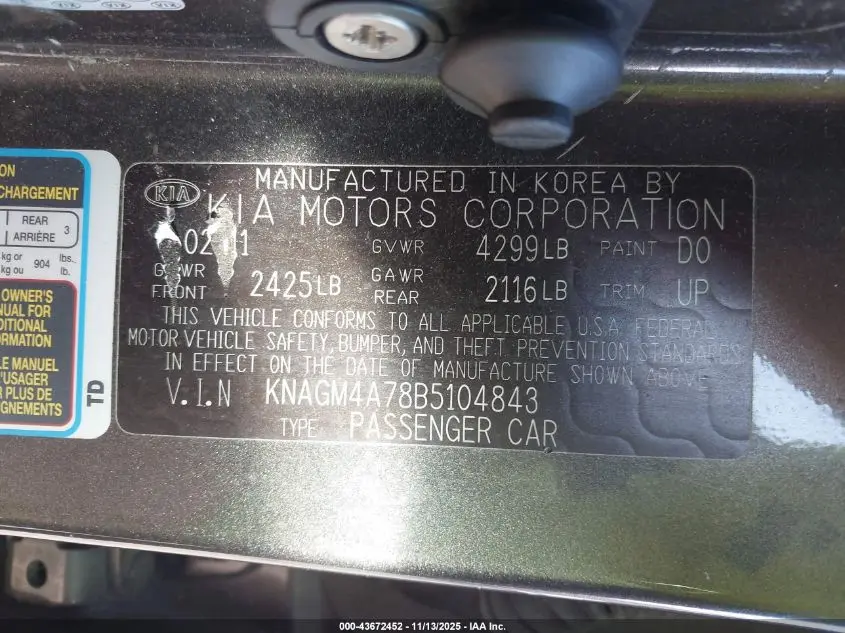 ON
CHARGEMENT
REAR
ARRIÈRE 3
kg or 904 lbs.
kg ou lb.
OWNER'S
NUAL FOR
DITIONAL
ORMATION
LE MANUEL
L'USAGER
R PLUS DE
GNEMENTS
TD
KIA
MANUFACTURED IN KOREA BY
KIA MOTORS CORPORATION
GVWR 4299LB PAINT D0
GAWR FRONT 2425LB GAWR REAR 2116LB TRIM UP
THIS VEHICLE CONFORMS TO ALL APPLICABLE U.S.A. FEDERAL
MOTOR VEHICLE SAFETY, BUMPER, AND THEFT PREVENTION STANDARDS
IN EFFECT ON THE DATE OF MANUFACTURE SHOWN ABOVE
V.I.N KNAGM4A78B5104843
TYPE PASSENGER CAR
000-43672452 - 11/13/2025 - IAA Inc.